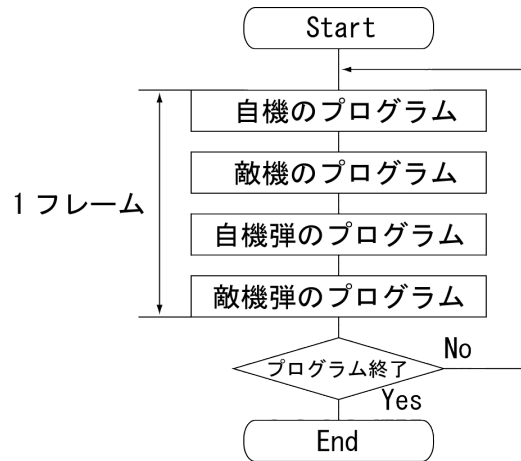 Start
自機のプログラム
敵機のプログラム
1フレーム
自機弾のプログラム
敵機弾のプログラム
プログラム終了
No
Yes
End